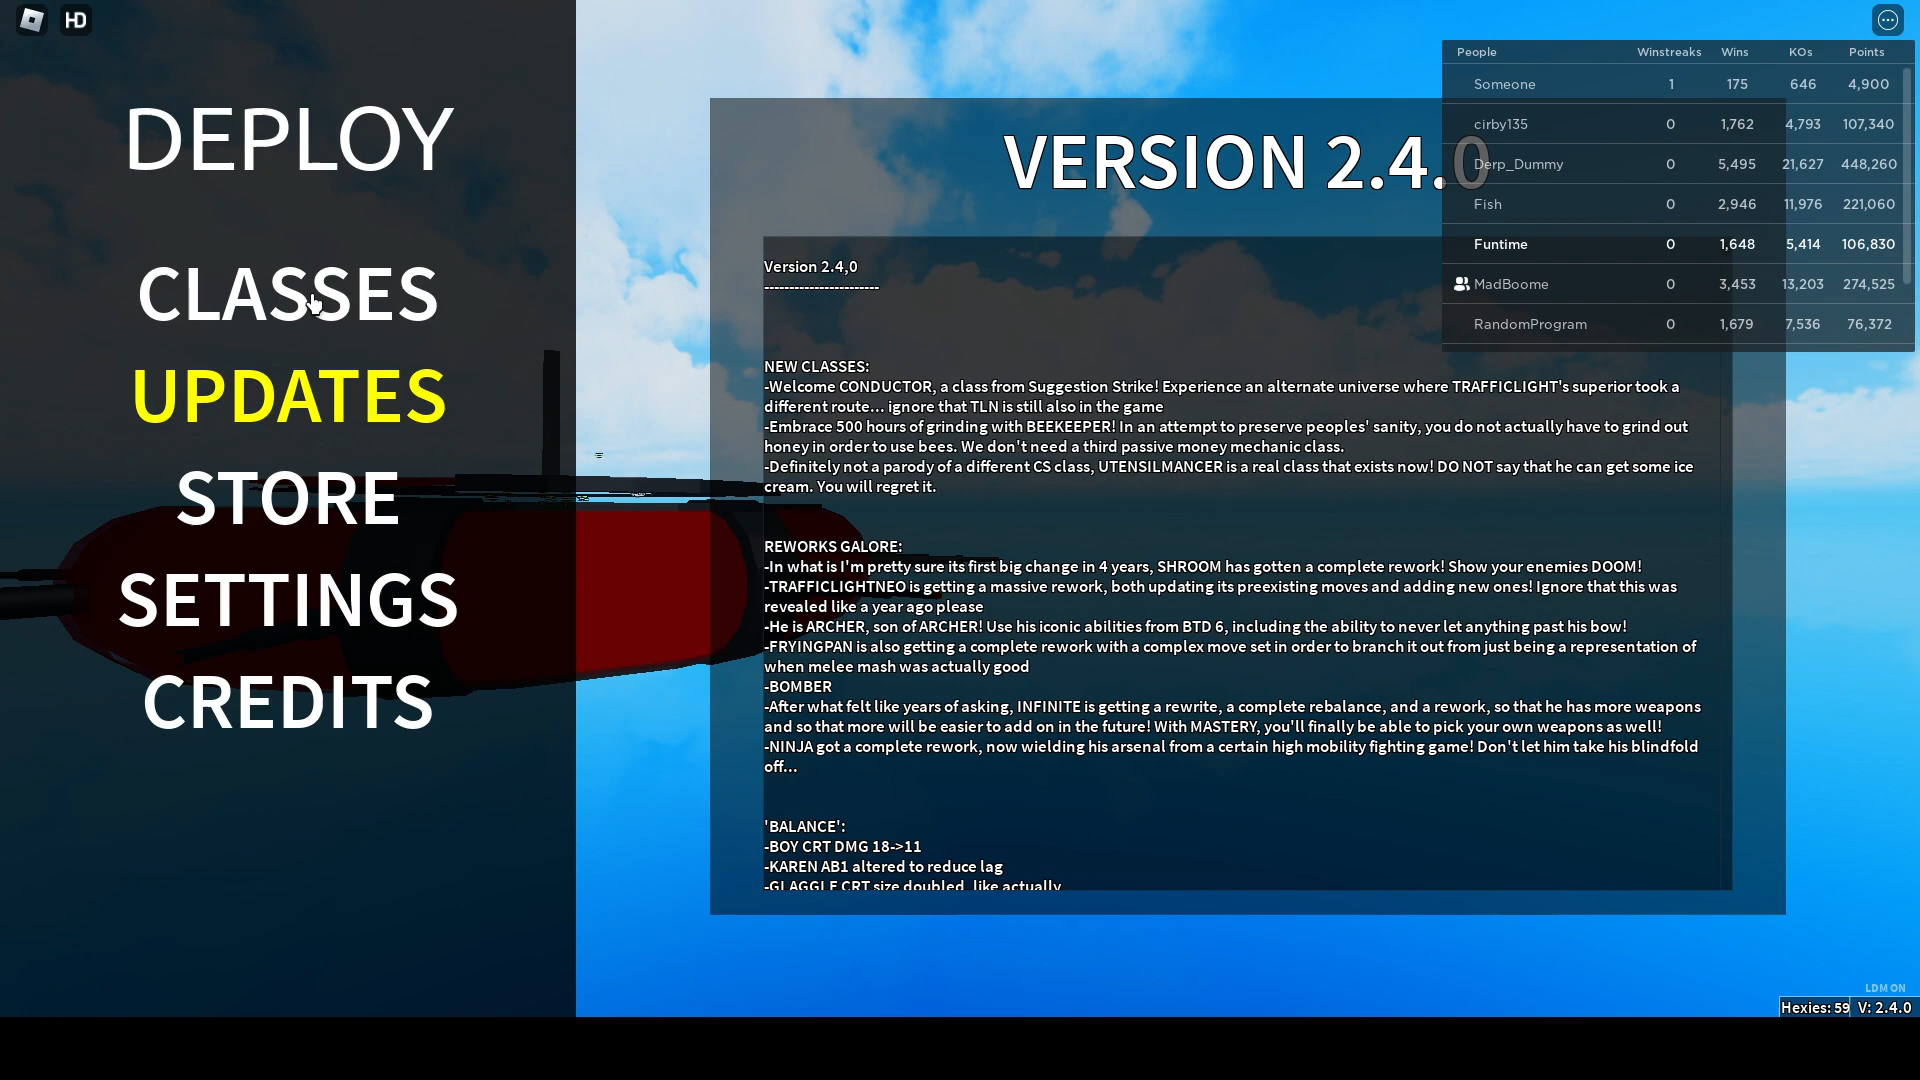 HD
DEPLOY
CLASSES
UPDATES
STORE
SETTINGS
CREDITS
VERSION 2.4.0
Version 2.4,0
-----------------------
NEW CLASSES:
-Welcome CONDUCTOR, a class from Suggestion Strike! Experience an alternate universe where TRAFFICLIGHT's superior took a
different route... ignore that TLN is still also in the game
-Embrace 500 hours of grinding with BEEKEEPER! In an attempt to preserve peoples' sanity, you do not actually have to grind out
honey in order to use bees. We don't need a third passive money mechanic class.
-Definitely not a parody of a different CS class, UTENSILMANCER is a real class that exists now! DO NOT say that he can get some ice
cream. You will regret it.
REWORKS GALORE:
-In what is I'm pretty sure its first big change in 4 years, SHROOM has gotten a complete rework! Show your enemies DOOM!
-TRAFFICLIGHTNEO is getting a massive rework, both updating its preexisting moves and adding new ones! Ignore that this was
revealed like a year ago please
-He is ARCHER, son of ARCHER! Use his iconic abilities from BTD 6, including the ability to never let anything past his bow!
-FRYINGPAN is also getting a complete rework with a complex move set in order to branch it out from just being a representation of
when melee mash was actually good
-BOMBER
-After what felt like years of asking, INFINITE is getting a rewrite, a complete rebalance, and a rework, so that he has more weapons
and so that more will be easier to add on in the future! With MASTERY, you'll finally be able to pick your own weapons as well!
-NINJA got a complete rework, now wielding his arsenal from a certain high mobility fighting game! Don't let him take his blindfold
off...
'BALANCE':
-BOY CRT DMG 18->11
-KAREN AB1 altered to reduce lag
-GLAGGLE CRT size doubled, like actually
People Winstreaks Wins KOs Points
Someone 1 175 646 4,900
cirby135 0 1,762 4,793 107,340
Derp_Dummy 0 5,495 21,627 448,260
Fish 0 2,946 11,976 221,060
Funtime 0 1,648 5,414 106,830
MadBoome 0 3,453 13,203 274,525
RandomProgram 0 1,679 7,536 76,372
LDM ON
Hexies: 59 V: 2.4.0